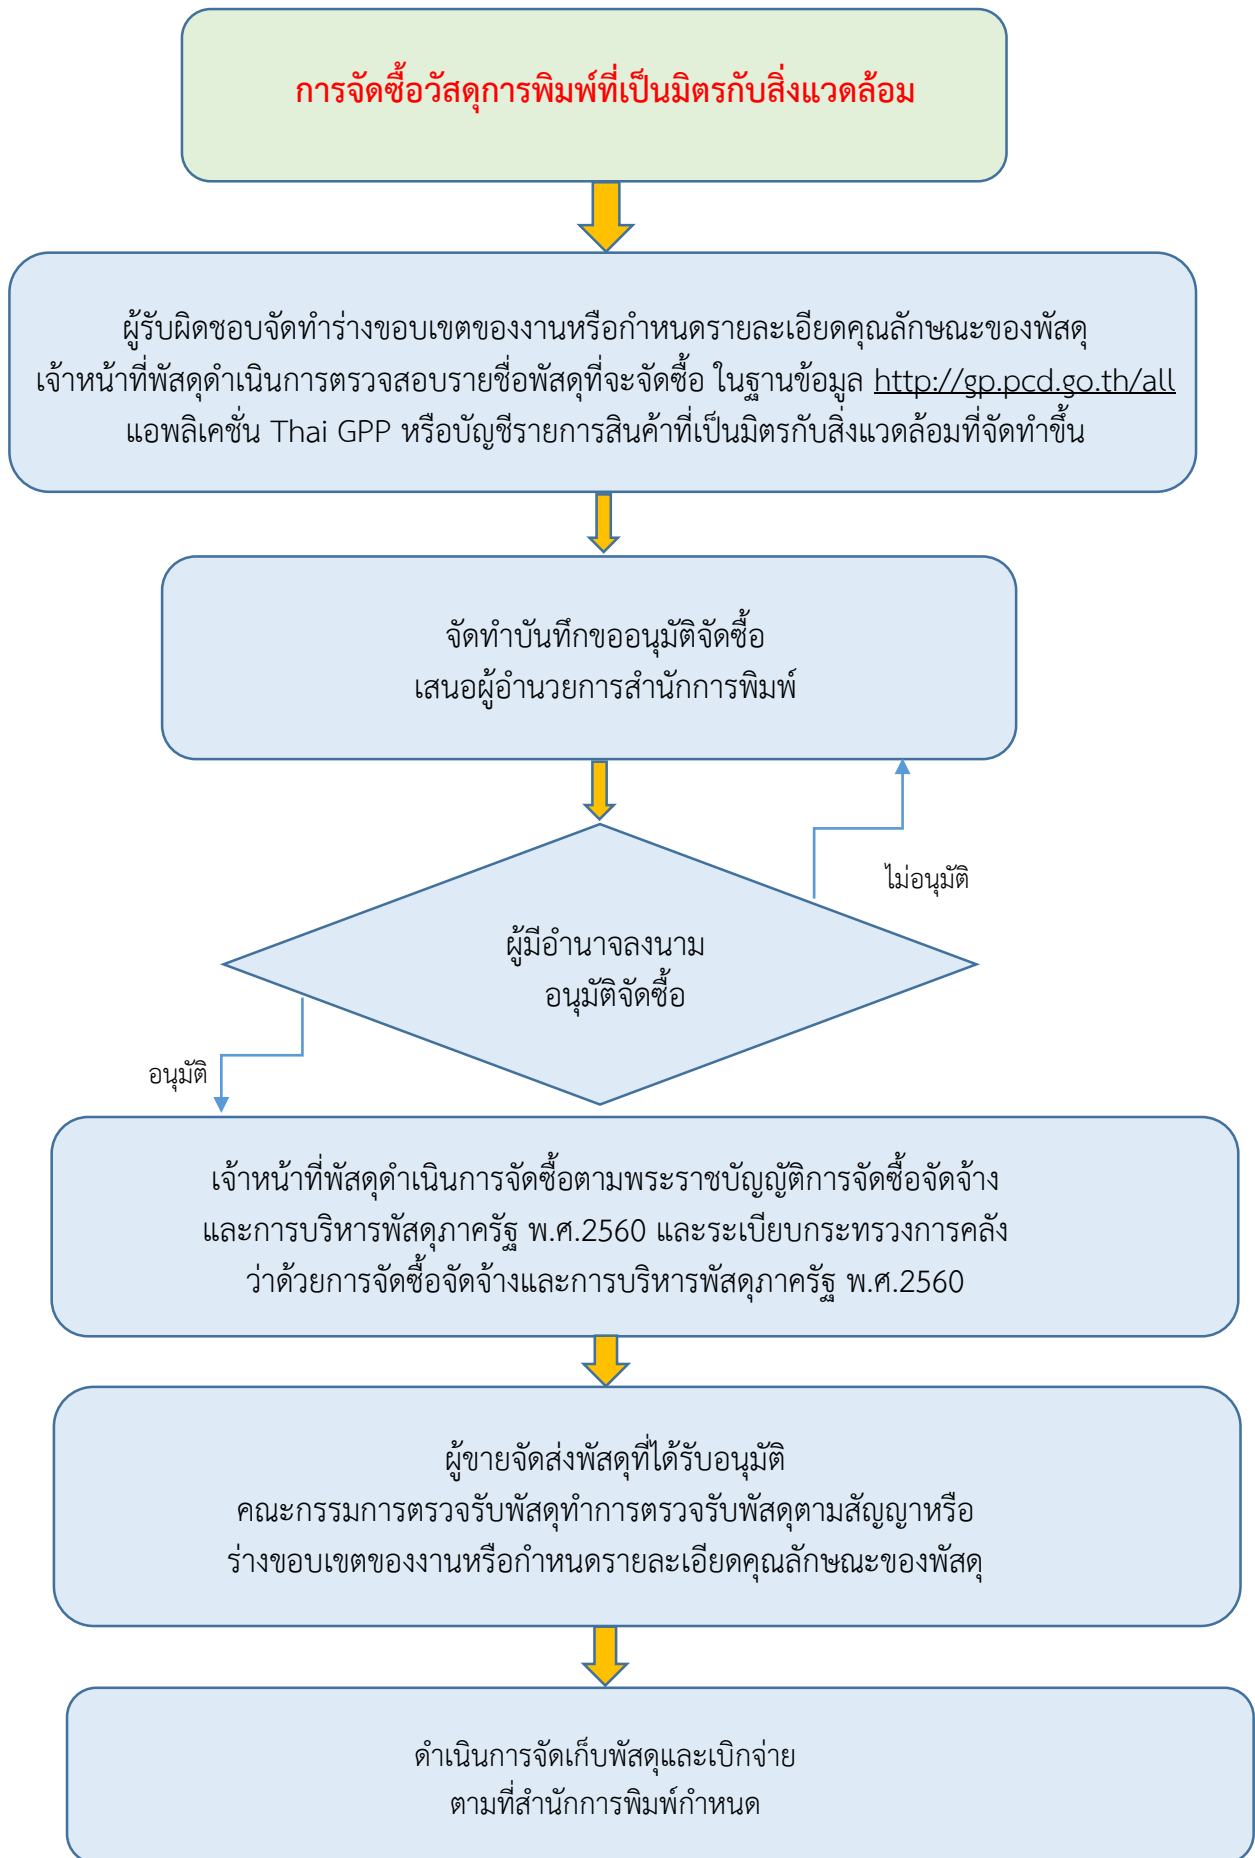 การจัดซื้อวัสดุการพิมพ์ที่เป็นมิตรกับสิ่งแวดล้อม
ผู้รับผิดชอบจัดทำร่างขอบเขตของงานหรือกำหนดรายละเอียดคุณลักษณะของพัสดุ
เจ้าหน้าที่พัสดุดำเนินการตรวจสอบรายชื่อพัสดุที่จะจัดซื้อ ในฐานข้อมูล http://gp.pcd.go.th/all
แอพลิเคชั่น Thai GPP หรือบัญชีรายการสินค้าที่เป็นมิตรกับสิ่งแวดล้อมที่จัดทำขึ้น
จัดทำบันทึกขออนุมัติจัดซื้อ
เสนอผู้อำนวยการสำนักการพิมพ์
ไม่อนุมัติ
ผู้มีอำนาจลงนาม
อนุมัติจัดซื้อ
อนุมัติ
เจ้าหน้าที่พัสดุดำเนินการจัดซื้อตามพระราชบัญญัติการจัดซื้อจัดจ้าง
และการบริหารพัสดุภาครัฐ พ.ศ.2560 และระเบียบกระทรวงการคลัง
ว่าด้วยการจัดซื้อจัดจ้างและการบริหารพัสดุภาครัฐ พ.ศ.2560
ผู้ขายจัดส่งพัสดุที่ได้รับอนุมัติ
คณะกรรมการตรวจรับพัสดุทำการตรวจรับพัสดุตามสัญญาหรือ
ร่างขอบเขตของงานหรือกำหนดรายละเอียดคุณลักษณะของพัสดุ
ดำเนินการจัดเก็บพัสดุและเบิกจ่าย
ตามที่สำนักการพิมพ์กำหนด